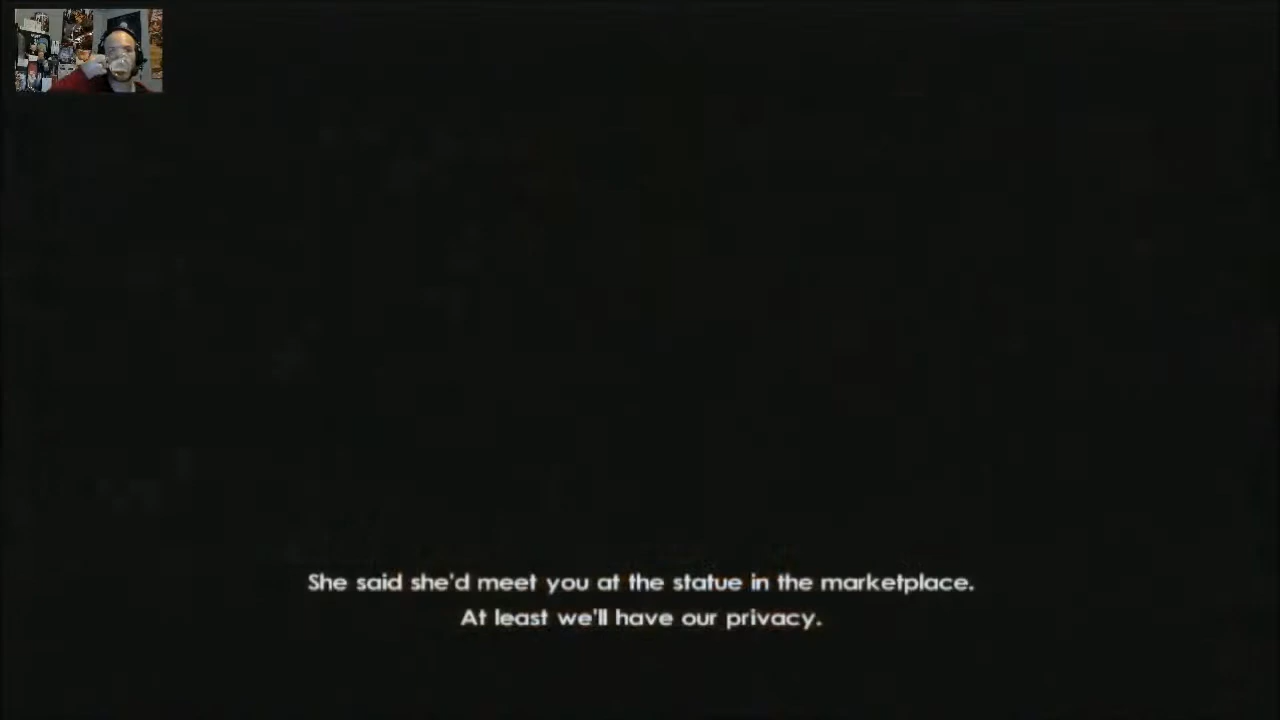 She said she'd meet you at the statue in the marketplace.
At least we'll have our privacy.